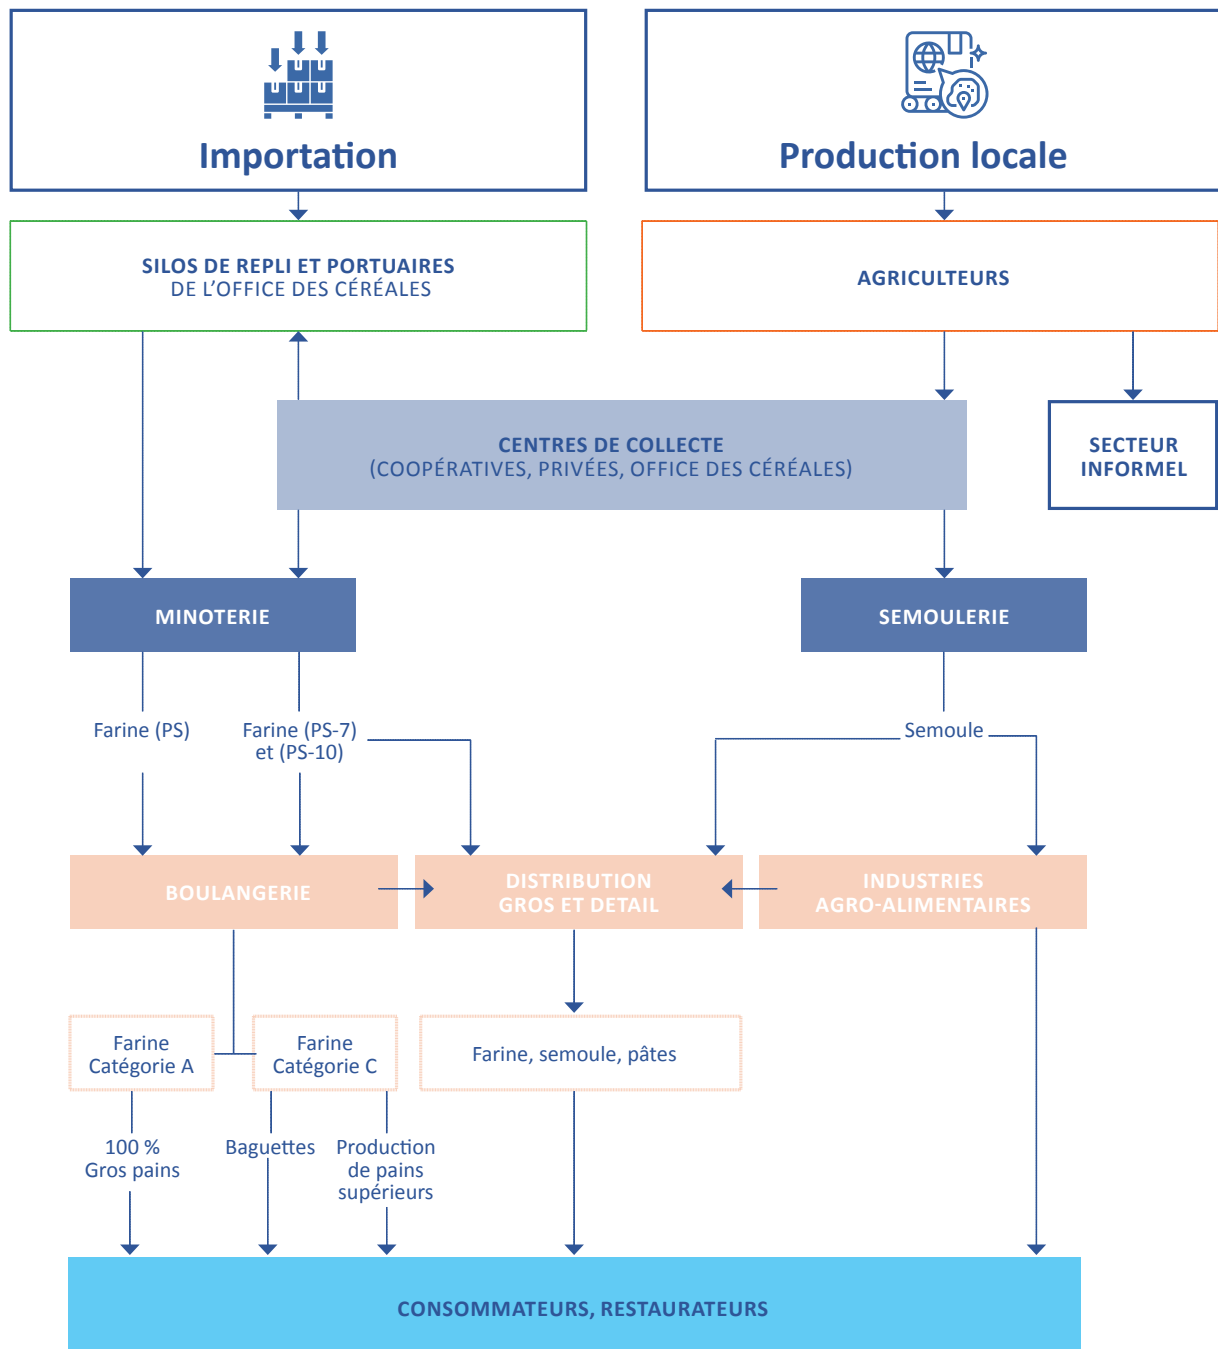 Importation
Production locale
SILOS DE REPLI ET PORTUAIRES
DE L’OFFICE DES CÉRÉALES
AGRICULTEURS
CENTRES DE COLLECTE
(COOPÉRATIVES, PRIVÉES, OFFICE DES CÉRÉALES)
SECTEUR
INFORMEL
MINOTERIE
SEMOULERIE
Farine (PS)
Farine (PS-7)
et (PS-10)
Semoule
BOULANGERIE
DISTRIBUTION
GROS ET DETAIL
INDUSTRIES
AGRO-ALIMENTAIRES
Farine
Catégorie A
Farine
Catégorie C
Farine, semoule, pâtes
100 %
Gros pains
Baguettes
Production
de pains
supérieurs
CONSOMMATEURS, RESTAURATEURS